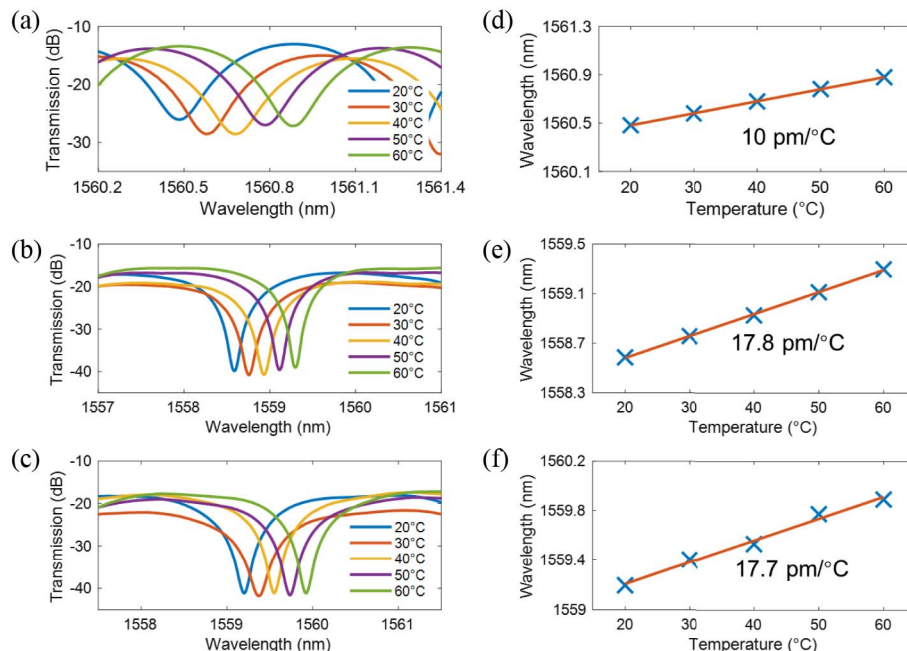 (a)
Transmission (dB)
-10
-20
-30
20°C
30°C
40°C
50°C
60°C
1560.2 1560.5 1560.8 1561.1 1561.4
Wavelength (nm)
(d)
Wavelength (nm)
1561.3
1560.9
1560.5
1560.1
10 pm/°C
20 30 40 50 60
Temperature (°C)
(b)
Transmission (dB)
-10
-20
-30
-40
20°C
30°C
40°C
50°C
60°C
1557 1558 1559 1560 1561
Wavelength (nm)
(e)
Wavelength (nm)
1559.5
1559.1
1558.7
1558.3
17.8 pm/°C
20 30 40 50 60
Temperature (°C)
(c)
Transmission (dB)
-10
-20
-30
-40
20°C
30°C
40°C
50°C
60°C
1558 1559 1560 1561
Wavelength (nm)
(f)
Wavelength (nm)
1560.2
1559.8
1559.4
1559
17.7 pm/°C
20 30 40 50 60
Temperature (°C)